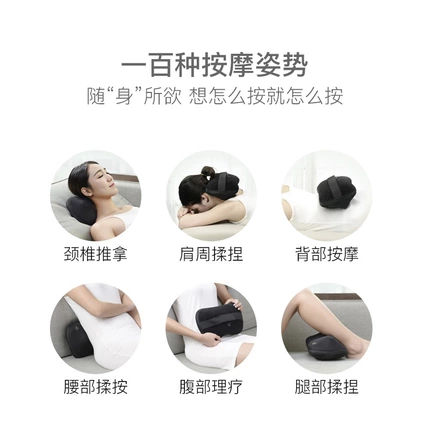 一百种按摩姿势
随“身”所欲 想怎么按就怎么按
颈椎推拿 肩周揉捏 背部按摩
腰部揉按 腹部理疗 腿部揉捏